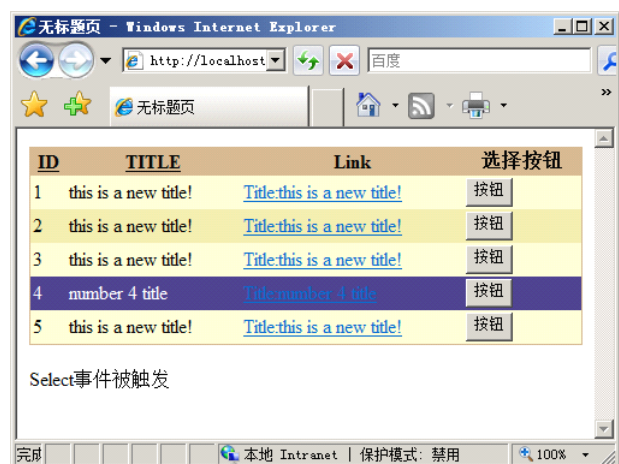 无标题页 - Windows Internet Explorer
http://localhost 百度
无标题页 »
ID TITLE Link 选择按钮
1 this is a new title! Title:this is a new title! 按钮
2 this is a new title! Title:this is a new title! 按钮
3 this is a new title! Title:this is a new title! 按钮
4 number 4 title Title:number 4 title 按钮
5 this is a new title! Title:this is a new title! 按钮
Select事件被触发
完成 本地 Intranet | 保护模式: 禁用 100%